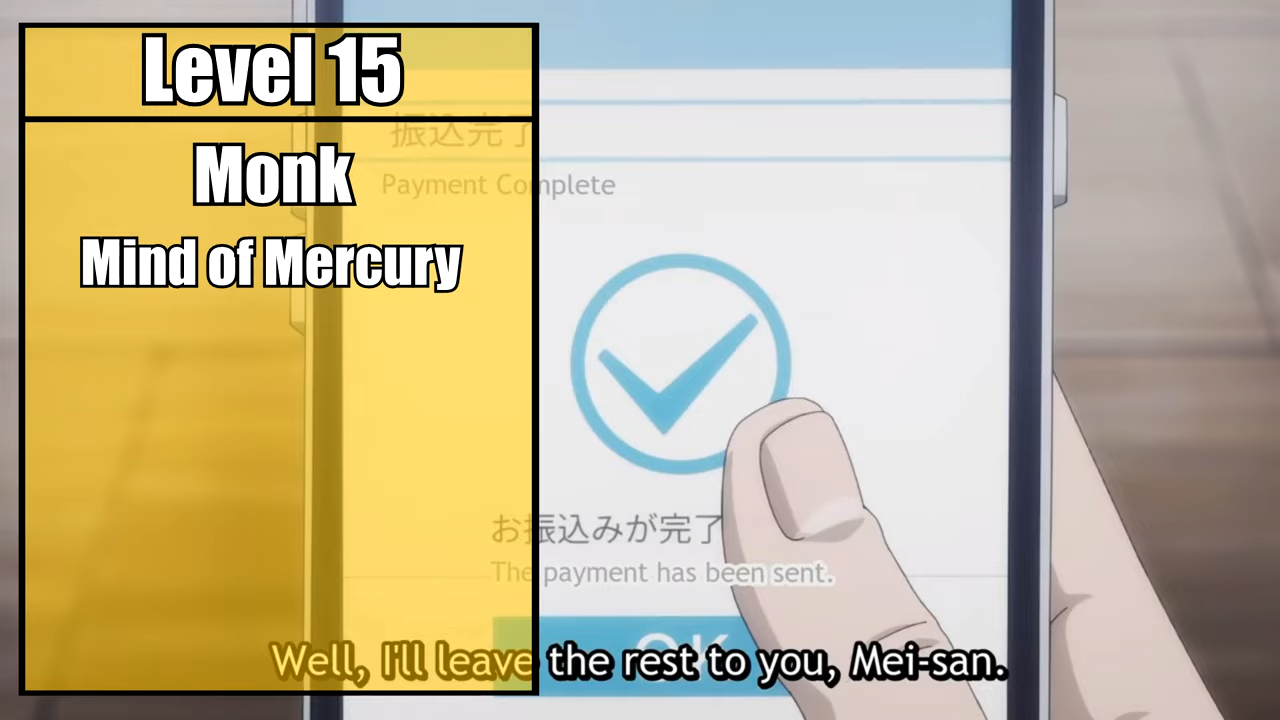 Level 15
Monk
Mind of Mercury
振込完了
Payment Complete
お振込みが完了
The payment has been sent.
OK
Well, I'll leave the rest to you, Mei-san.